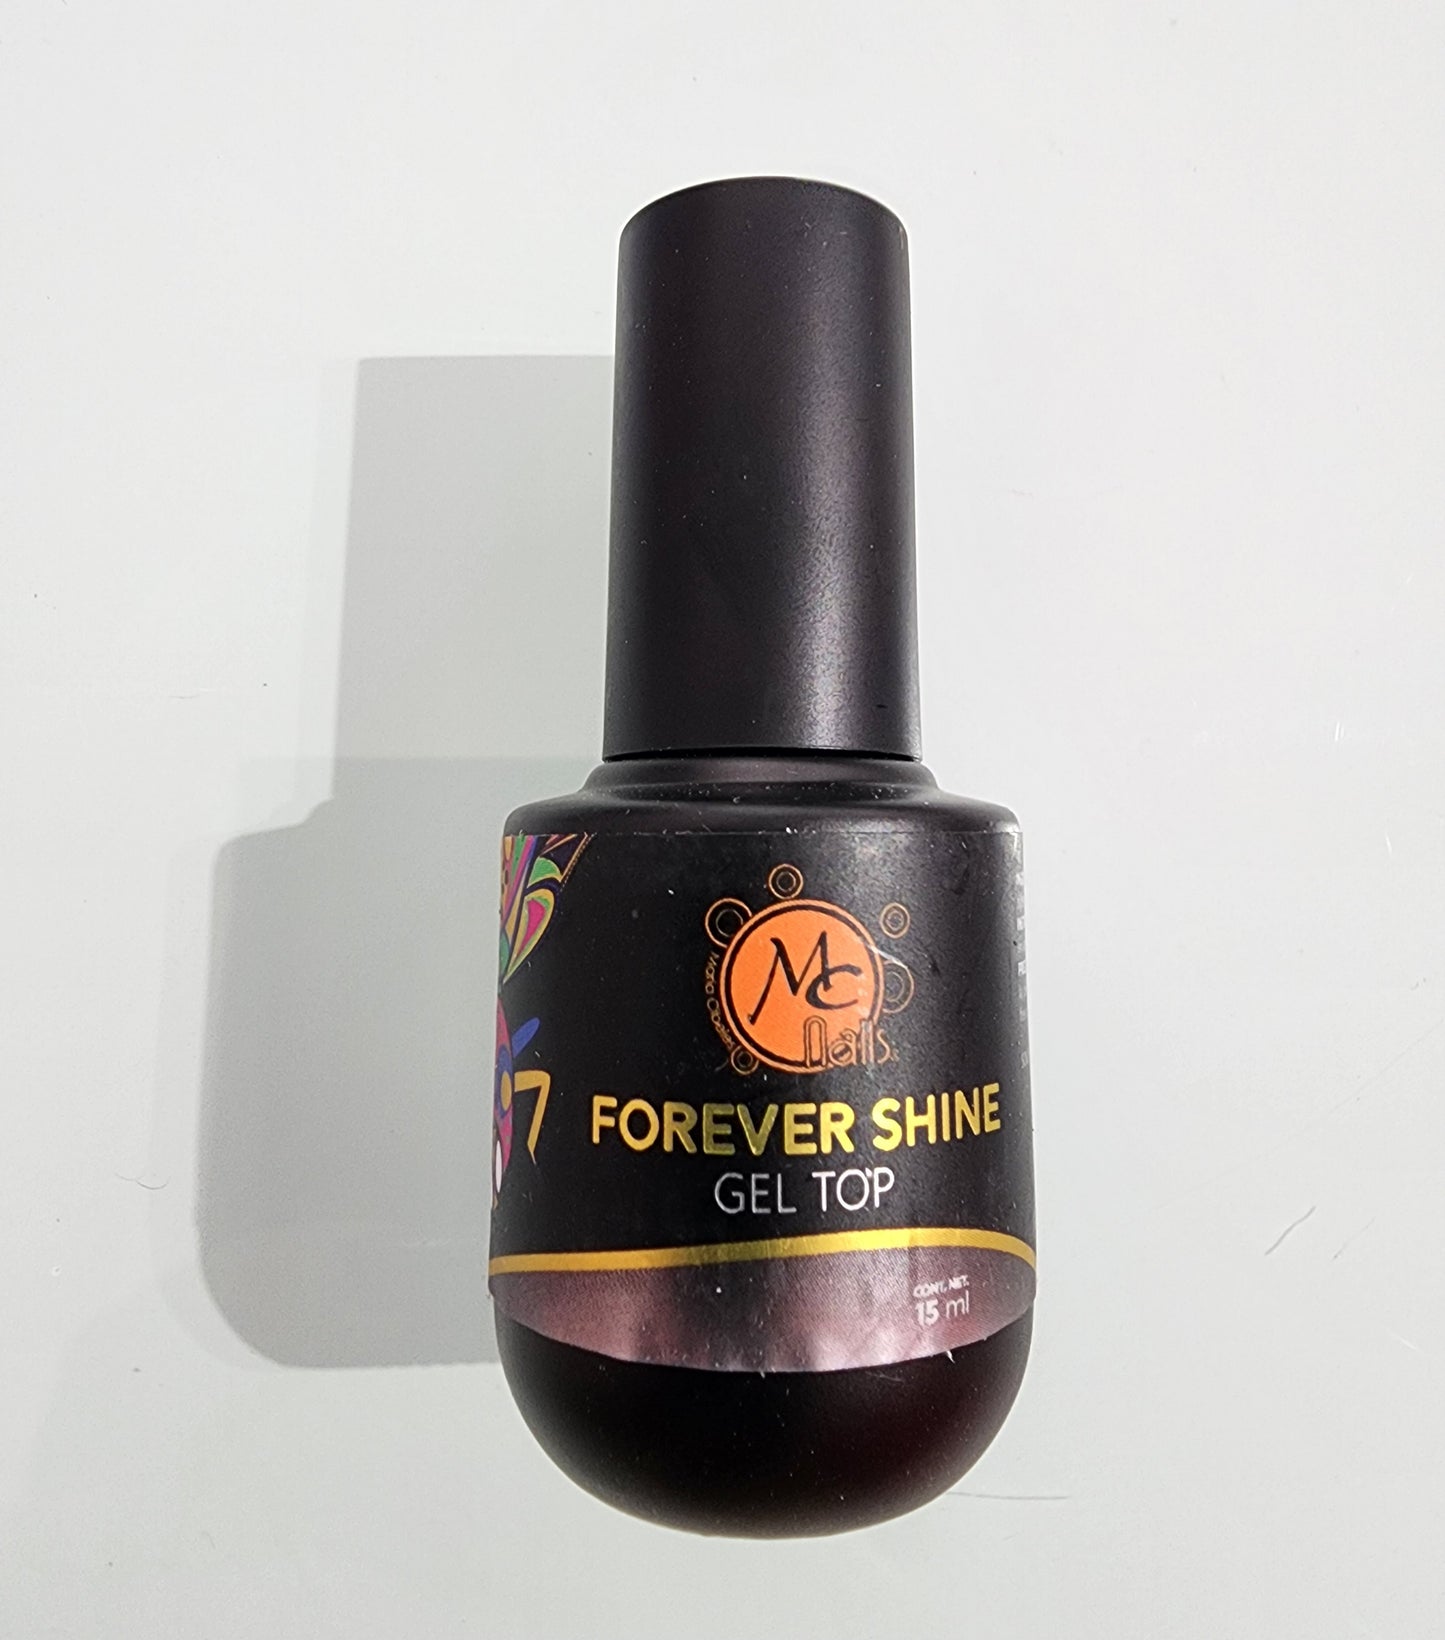 MC
nails
FOREVER SHINE
GEL TOP
CONT. NET.
15 ml